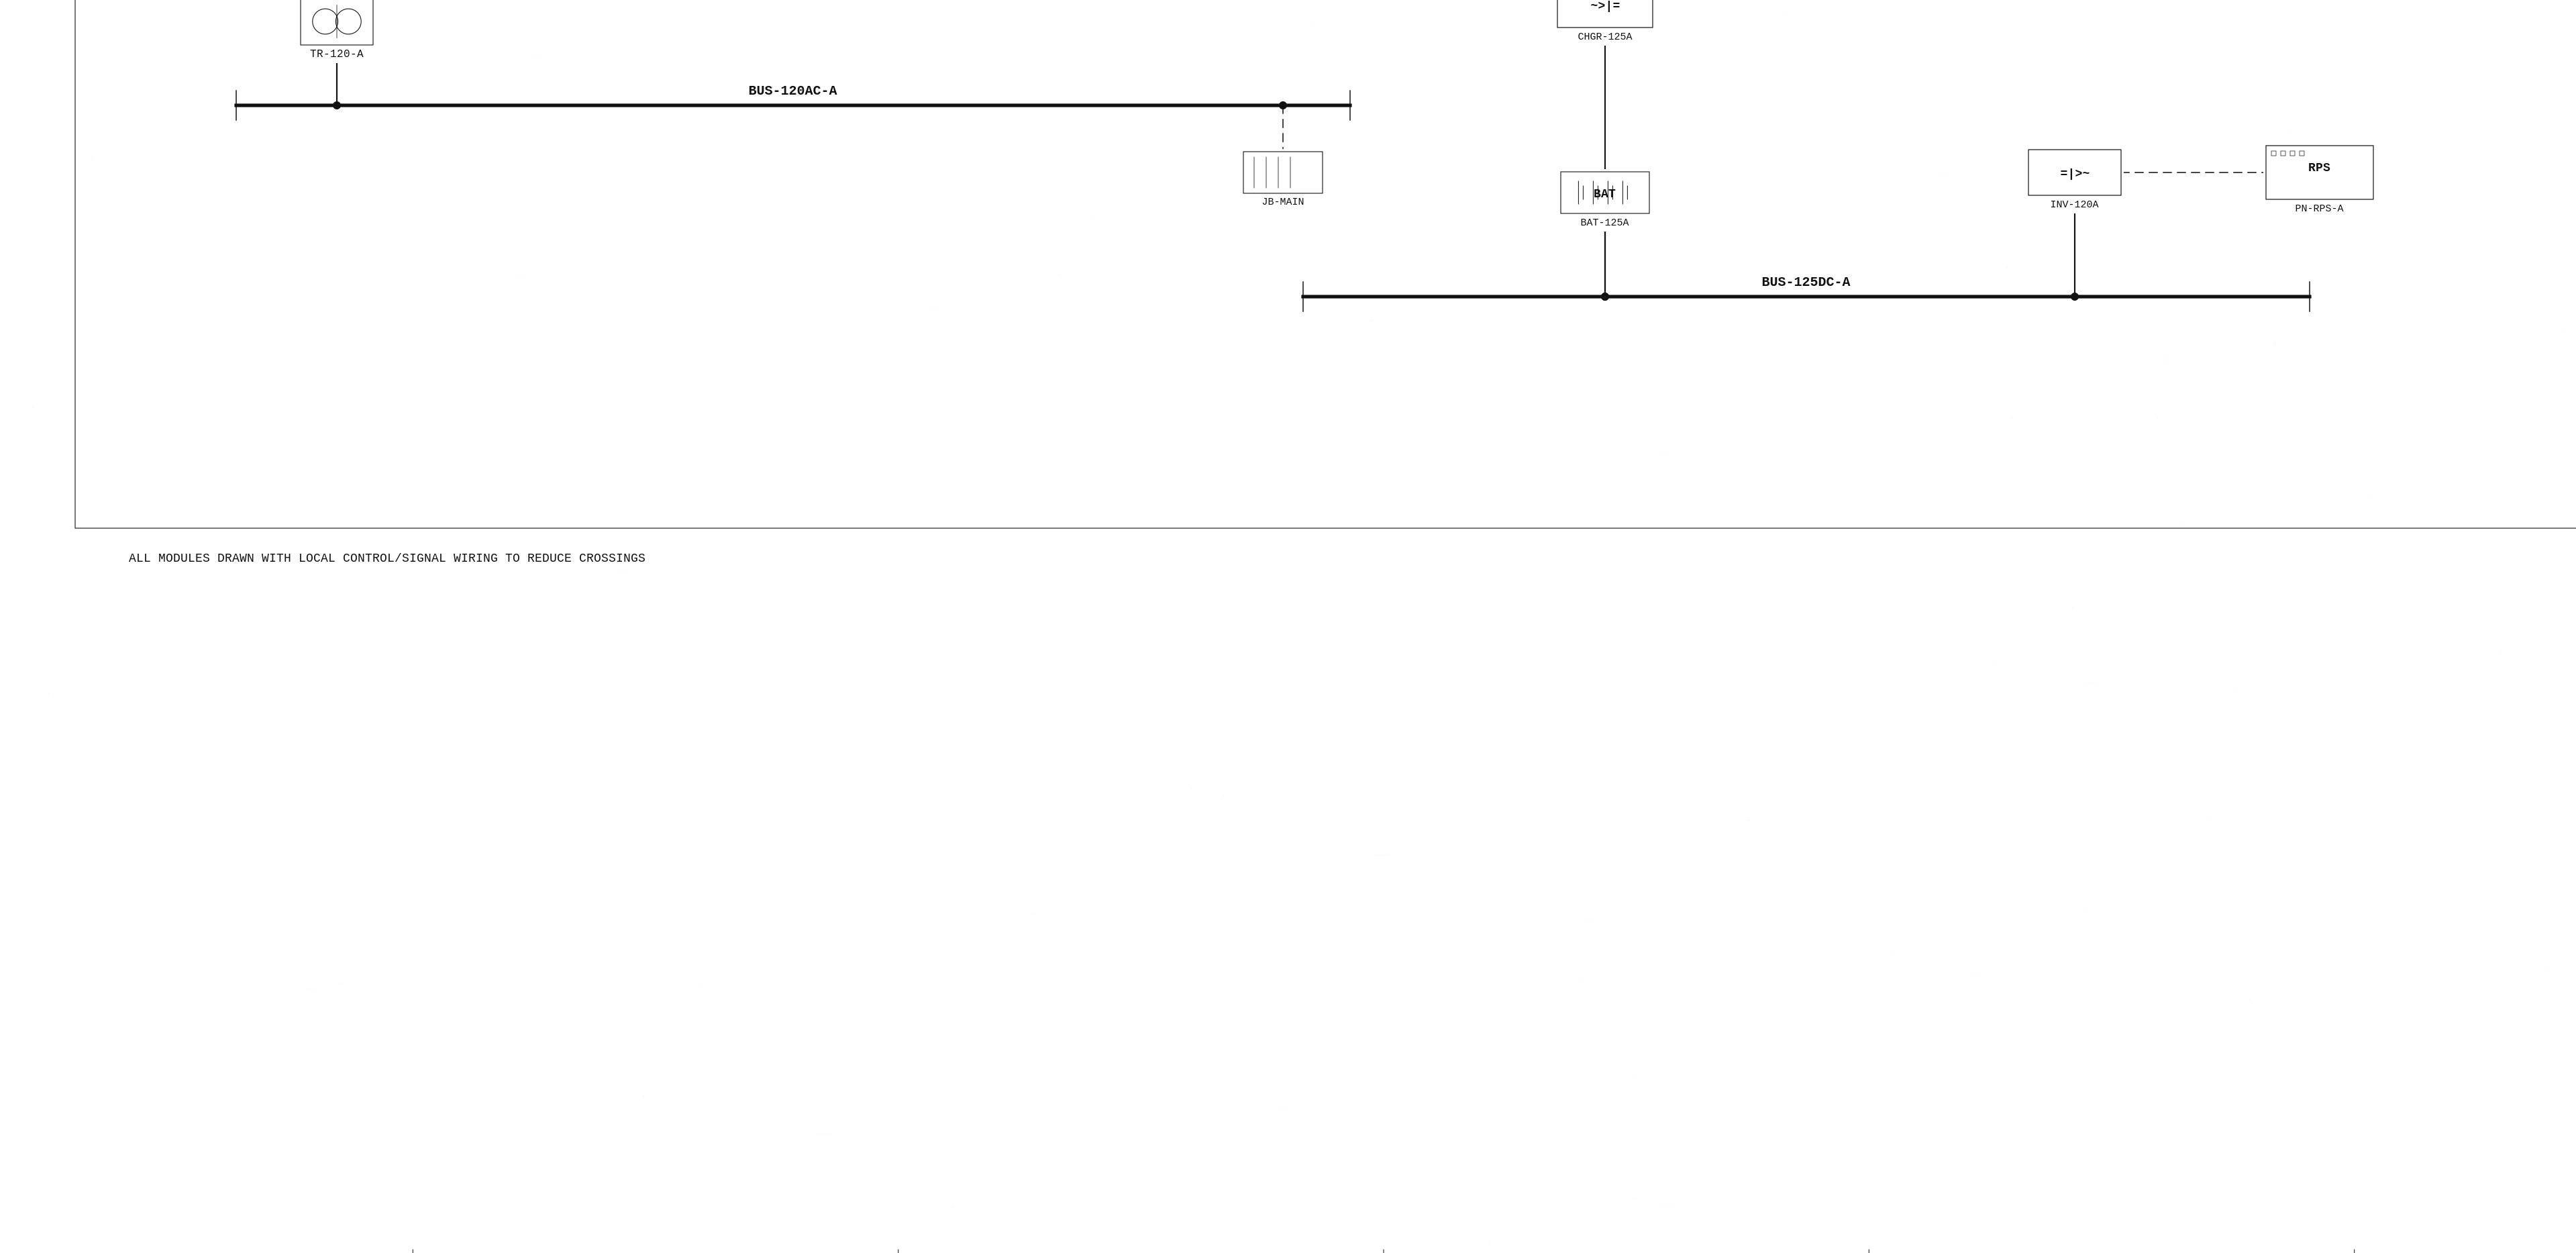 ~>|=
CHGR-125A
TR-120-A
BUS-120AC-A
JB-MAIN
BAT
BAT-125A
=|>~
INV-120A
RPS
PN-RPS-A
BUS-125DC-A
ALL MODULES DRAWN WITH LOCAL CONTROL/SIGNAL WIRING TO REDUCE CROSSINGS